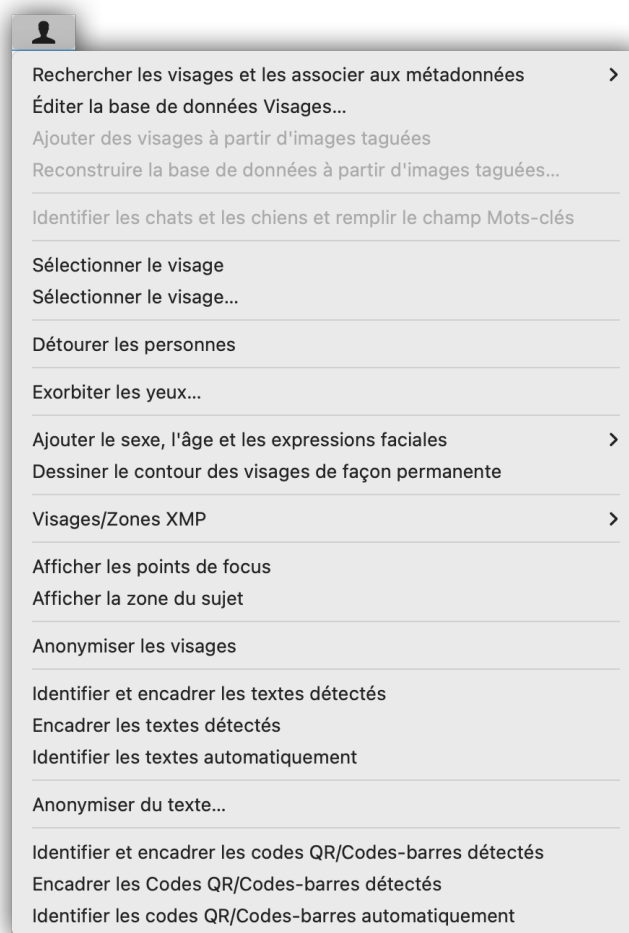 Rechercher les visages et les associer aux métadonnées
Éditer la base de données Visages...
Ajouter des visages à partir d'images taguées
Reconstruire la base de données à partir d'images taguées...
Identifier les chats et les chiens et remplir le champ Mots-clés
Sélectionner le visage
Sélectionner le visage...
Détourer les personnes
Exorbiter les yeux...
Ajouter le sexe, l'âge et les expressions faciales
Dessiner le contour des visages de façon permanente
Visages/Zones XMP
Afficher les points de focus
Afficher la zone du sujet
Anonymiser les visages
Identifier et encadrer les textes détectés
Encadrer les textes détectés
Identifier les textes automatiquement
Anonymiser du texte...
Identifier et encadrer les codes QR/Codes-barres détectés
Encadrer les Codes QR/Codes-barres détectés
Identifier les codes QR/Codes-barres automatiquement